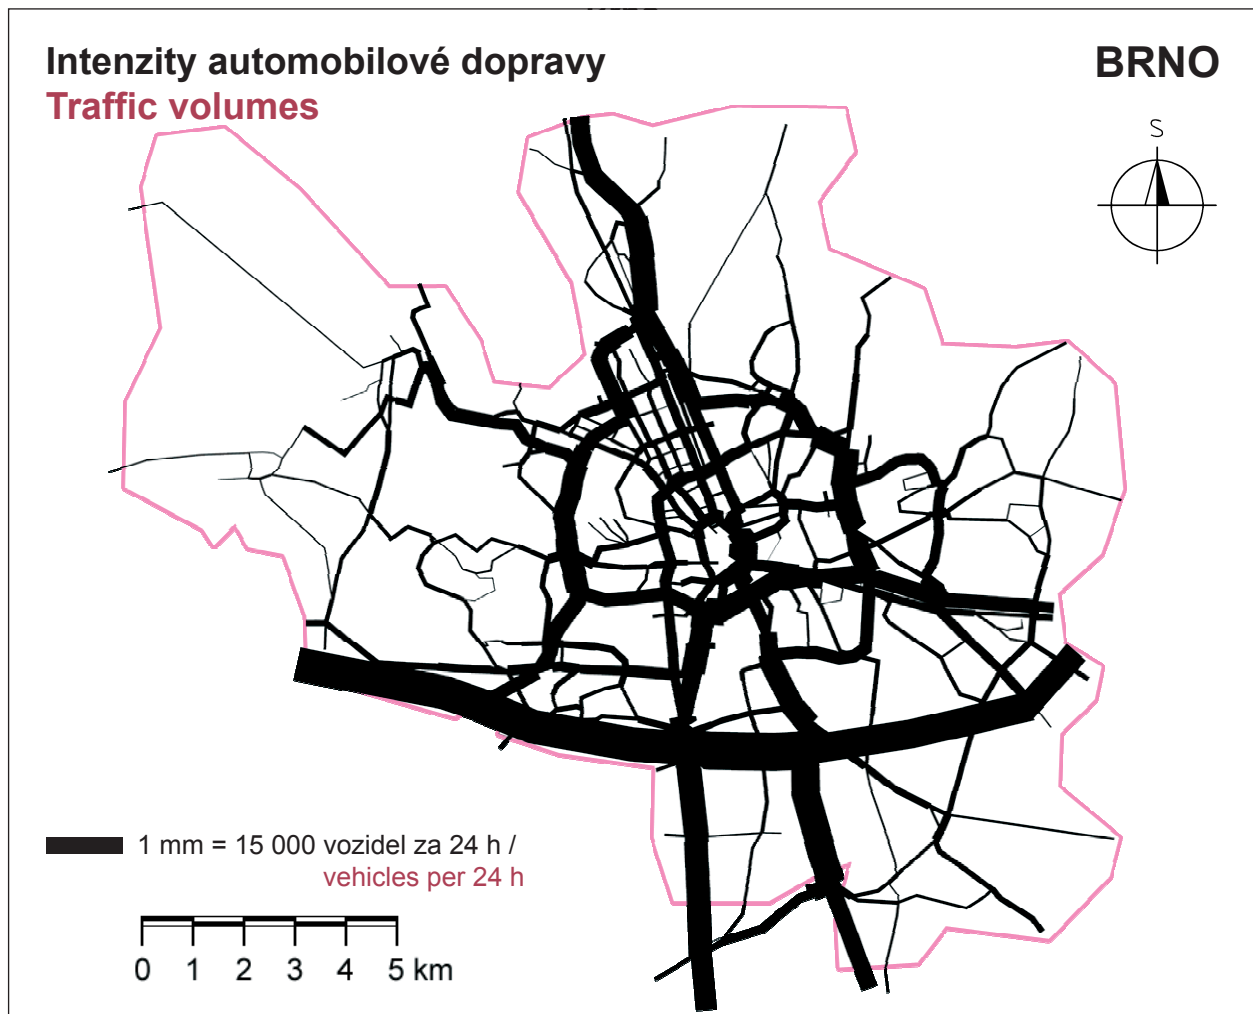 Intenzity automobilové dopravy
Traffic volumes
BRNO
S
1 mm = 15 000 vozidel za 24 h /
vehicles per 24 h
0 1 2 3 4 5 km